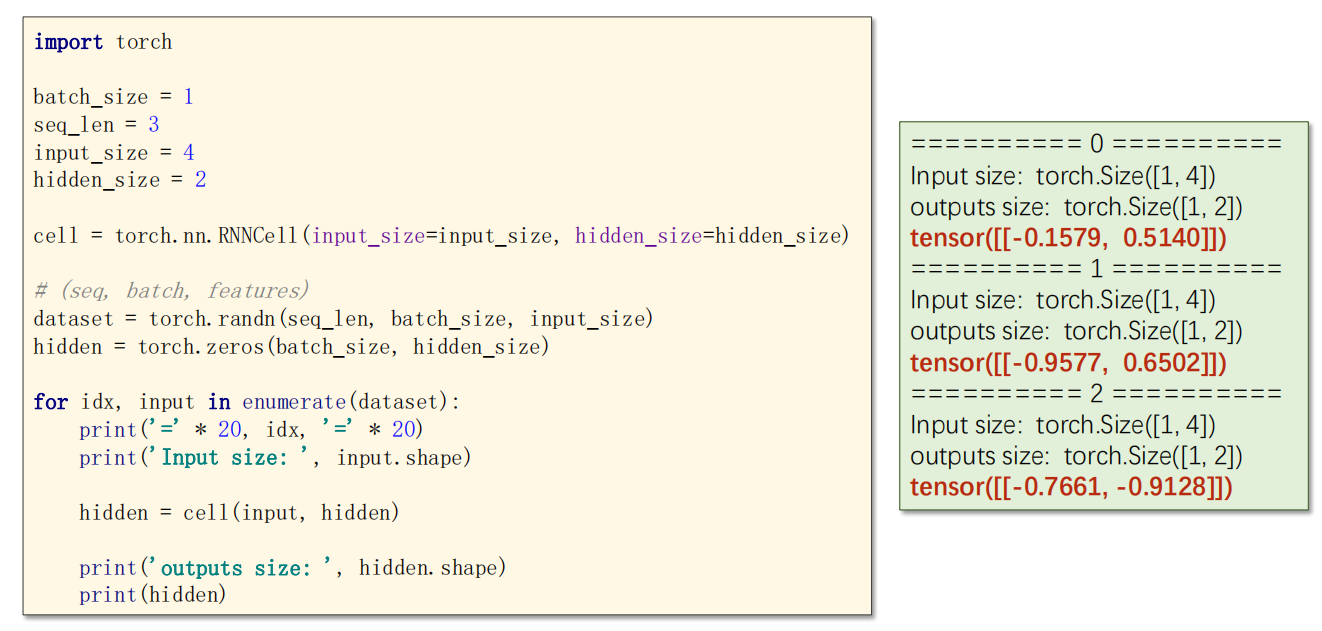 import torch
batch_size = 1
seq_len = 3
input_size = 4
hidden_size = 2
cell = torch.nn.RNNCell(input_size=input_size, hidden_size=hidden_size)
# (seq, batch, features)
dataset = torch.randn(seq_len, batch_size, input_size)
hidden = torch.zeros(batch_size, hidden_size)
for idx, input in enumerate(dataset):
    print('=' * 20, idx, '=' * 20)
    print('Input size: ', input.shape)
    hidden = cell(input, hidden)
    print('outputs size: ', hidden.shape)
    print(hidden)
========== 0 ==========
Input size:  torch.Size([1, 4])
outputs size:  torch.Size([1, 2])
tensor([[-0.1579,  0.5140]])
========== 1 ==========
Input size:  torch.Size([1, 4])
outputs size:  torch.Size([1, 2])
tensor([[-0.9577,  0.6502]])
========== 2 ==========
Input size:  torch.Size([1, 4])
outputs size:  torch.Size([1, 2])
tensor([[-0.7661, -0.9128]])